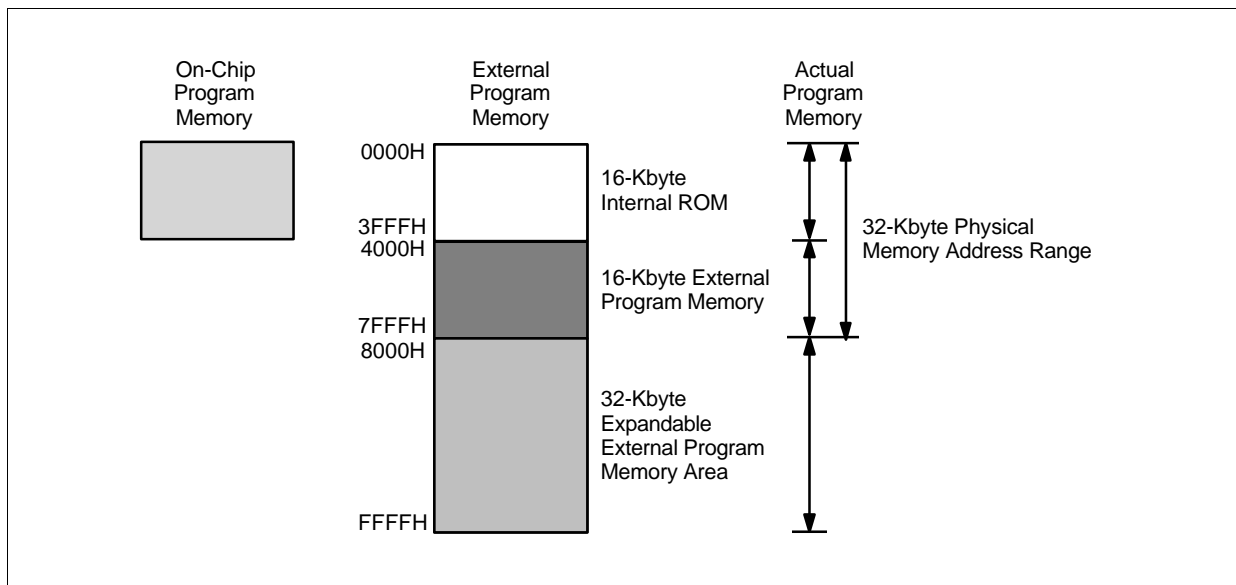 On-Chip
Program
Memory
External
Program
Memory
Actual
Program
Memory
0000H
3FFFH
4000H
7FFFH
8000H
FFFFH
16-Kbyte
Internal ROM
16-Kbyte External
Program Memory
32-Kbyte
Expandable
External Program
Memory Area
32-Kbyte Physical
Memory Address Range